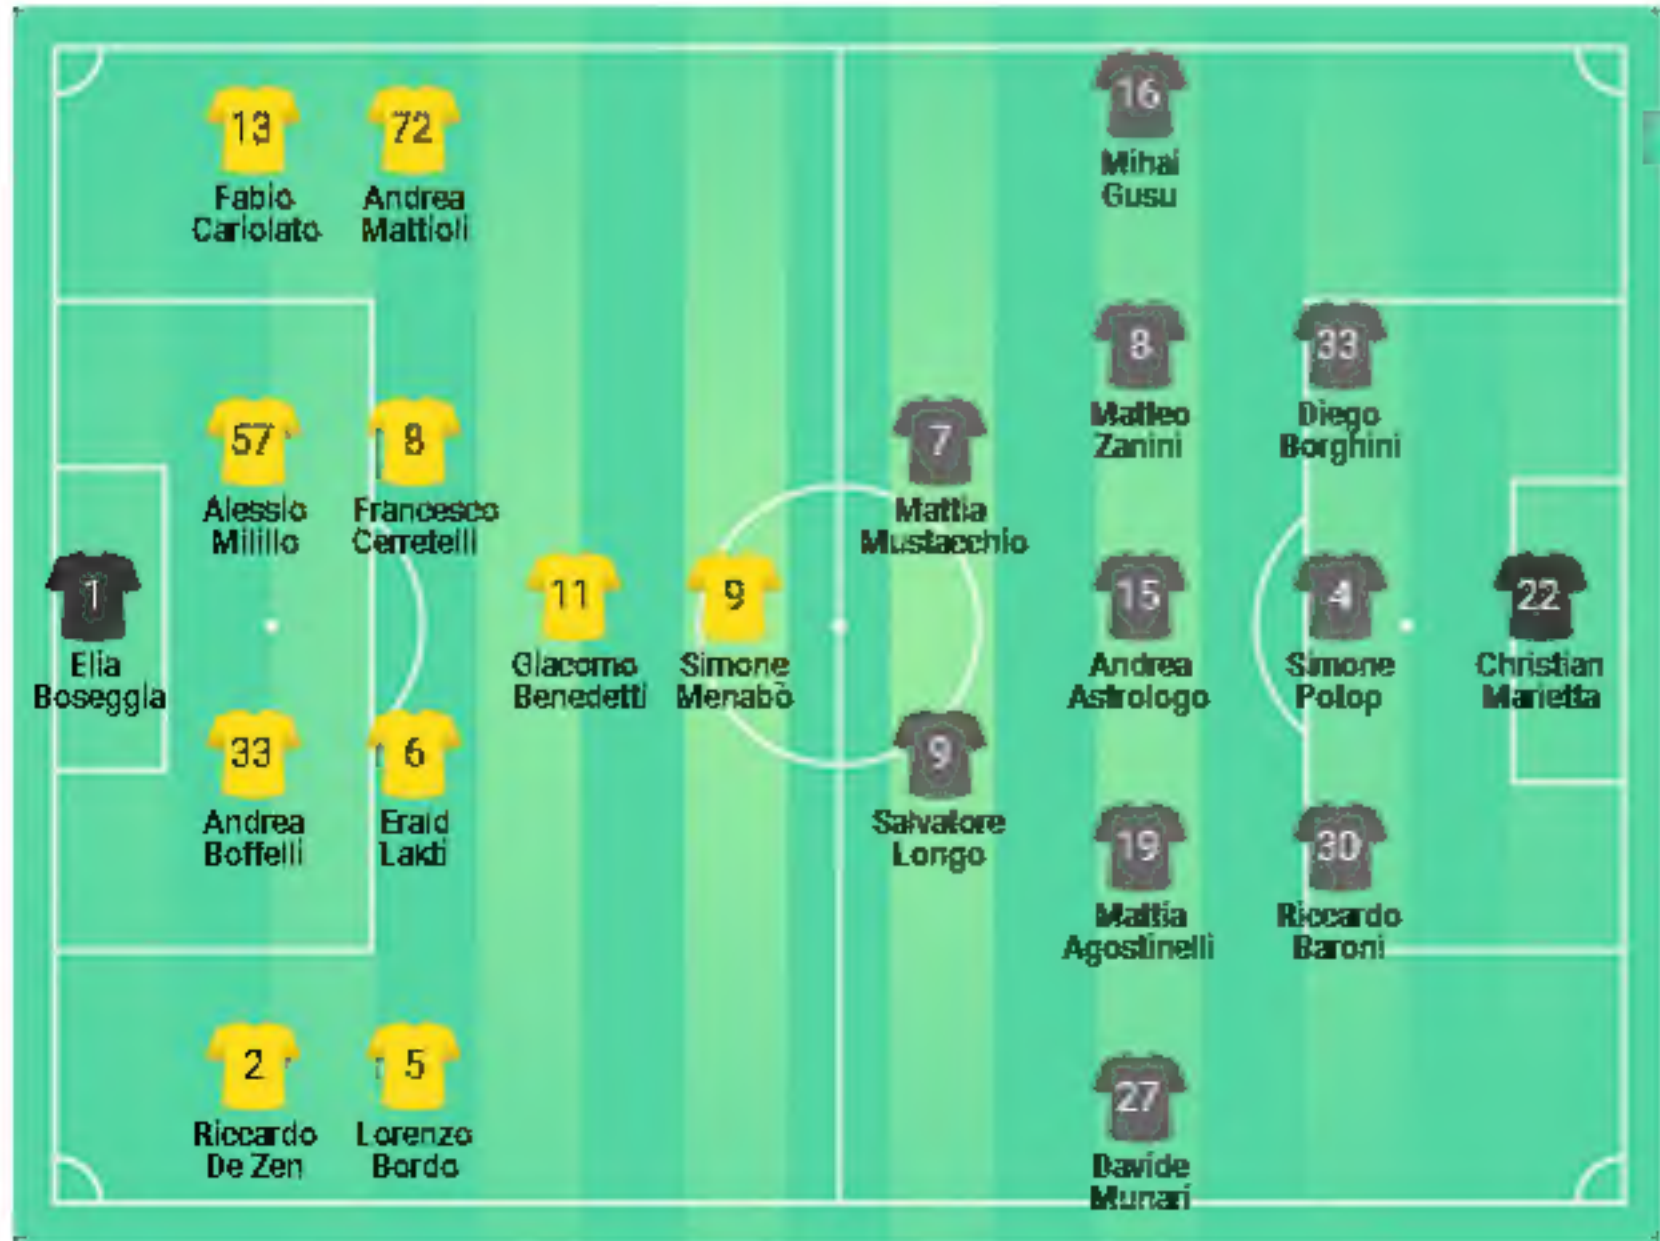 13
Fabio
Cariolato
72
Andrea
Mattioli
57
Alessio
Milillo
8
Francesco
Cerretelli
1
Elia
Boseggia
11
Giacomo
Benedetti
9
Simone
Menabò
33
Andrea
Boffelli
6
Erald
Lakti
2
Riccardo
De Zen
5
Lorenzo
Bordo
16
Mihai
Gusu
8
Matteo
Zanini
33
Diego
Borghini
7
Mattia
Mustacchio
15
Andrea
Astrologo
4
Simone
Polop
22
Christian
Marietta
9
Salvatore
Longo
19
Mattia
Agostinelli
30
Riccardo
Baroni
27
Davide
Munari